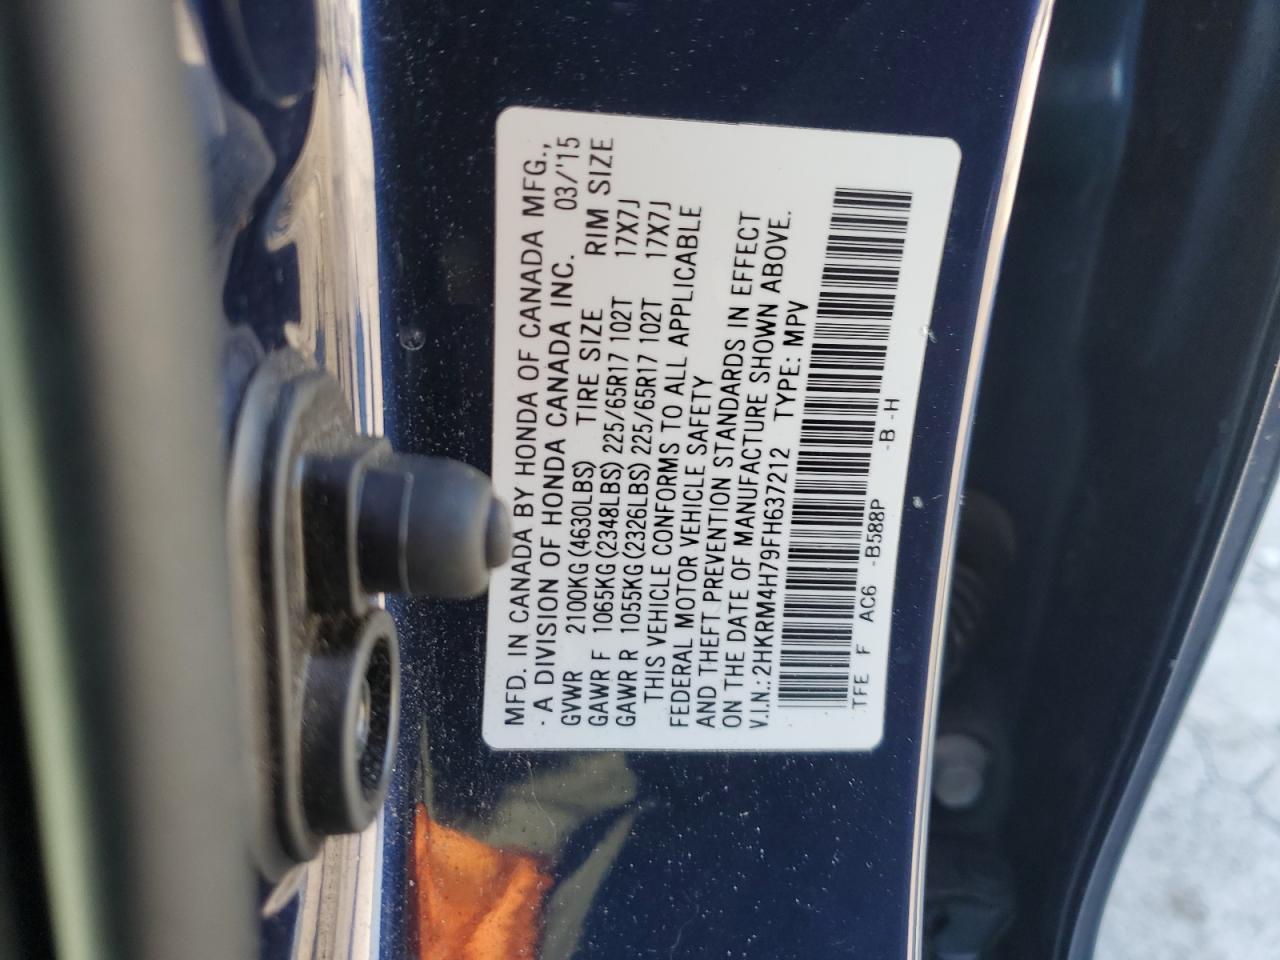 MFD. IN CANADA BY HONDA OF CANADA MFG.,
· A DIVISION OF HONDA CANADA INC. 03/'15
GVWR 2100KG (4630LBS) TIRE SIZE RIM SIZE
GAWR F 1065KG (2348LBS) 225/65R17 102T 17X7J
GAWR R 1055KG (2326LBS) 225/65R17 102T 17X7J
THIS VEHICLE CONFORMS TO ALL APPLICABLE
FEDERAL MOTOR VEHICLE SAFETY
AND THEFT PREVENTION STANDARDS IN EFFECT
ON THE DATE OF MANUFACTURE SHOWN ABOVE.
V.I.N.: 2HKRM4H79FH637212 TYPE: MPV
TFE F AC6 -B588P -B -H